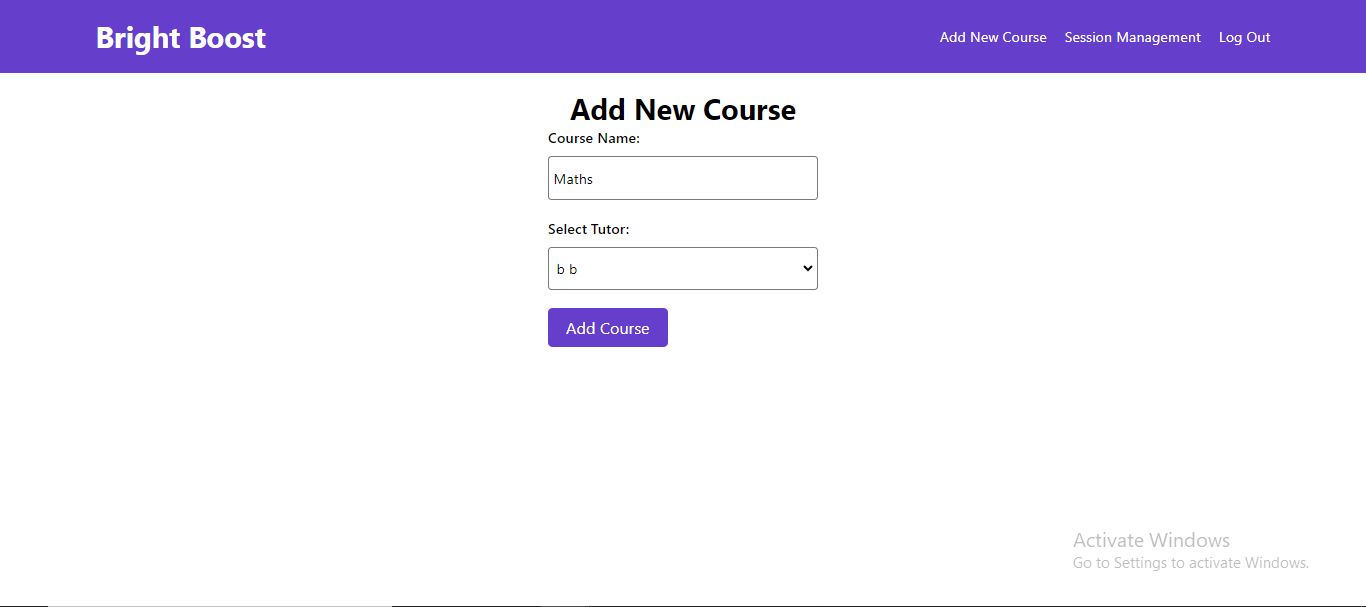 Bright Boost
Add New Course Session Management Log Out
Add New Course
Course Name:
Maths
Select Tutor:
b b
Add Course
Activate Windows
Go to Settings to activate Windows.